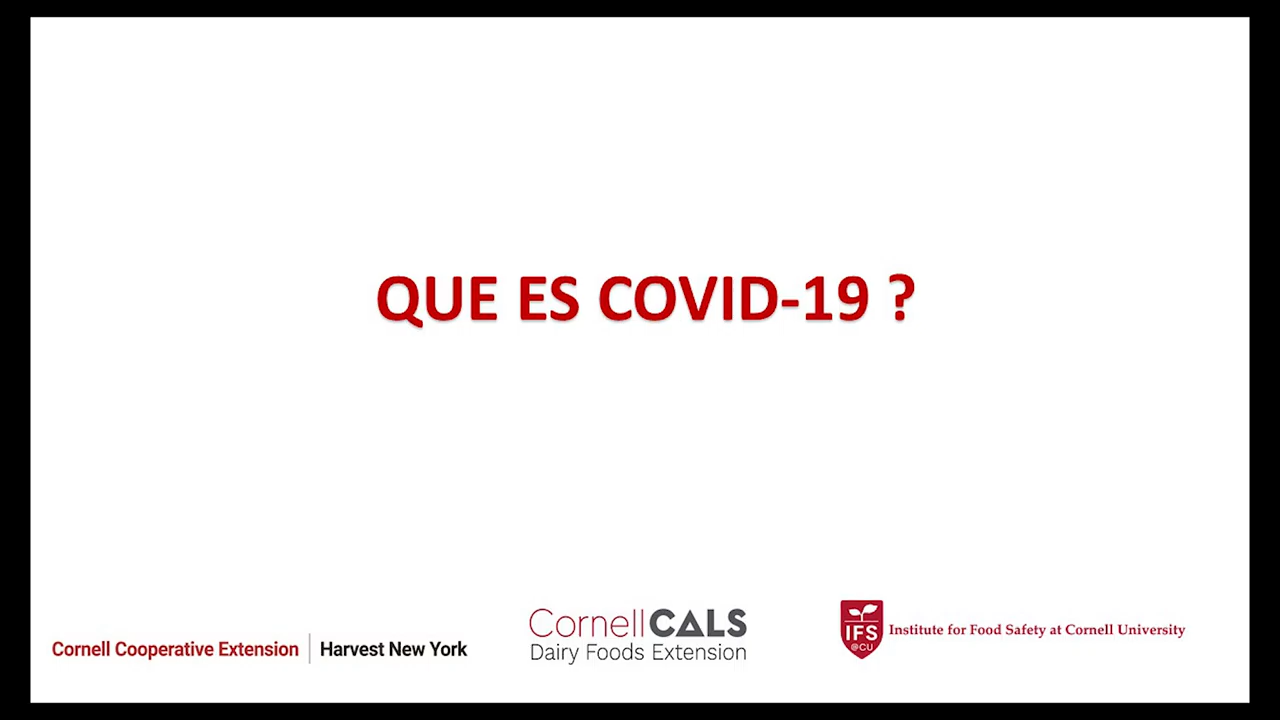 QUE ES COVID-19 ?
Cornell Cooperative Extension | Harvest New York
CornellCALS
Dairy Foods Extension
IFS
@CU
Institute for Food Safety at Cornell University